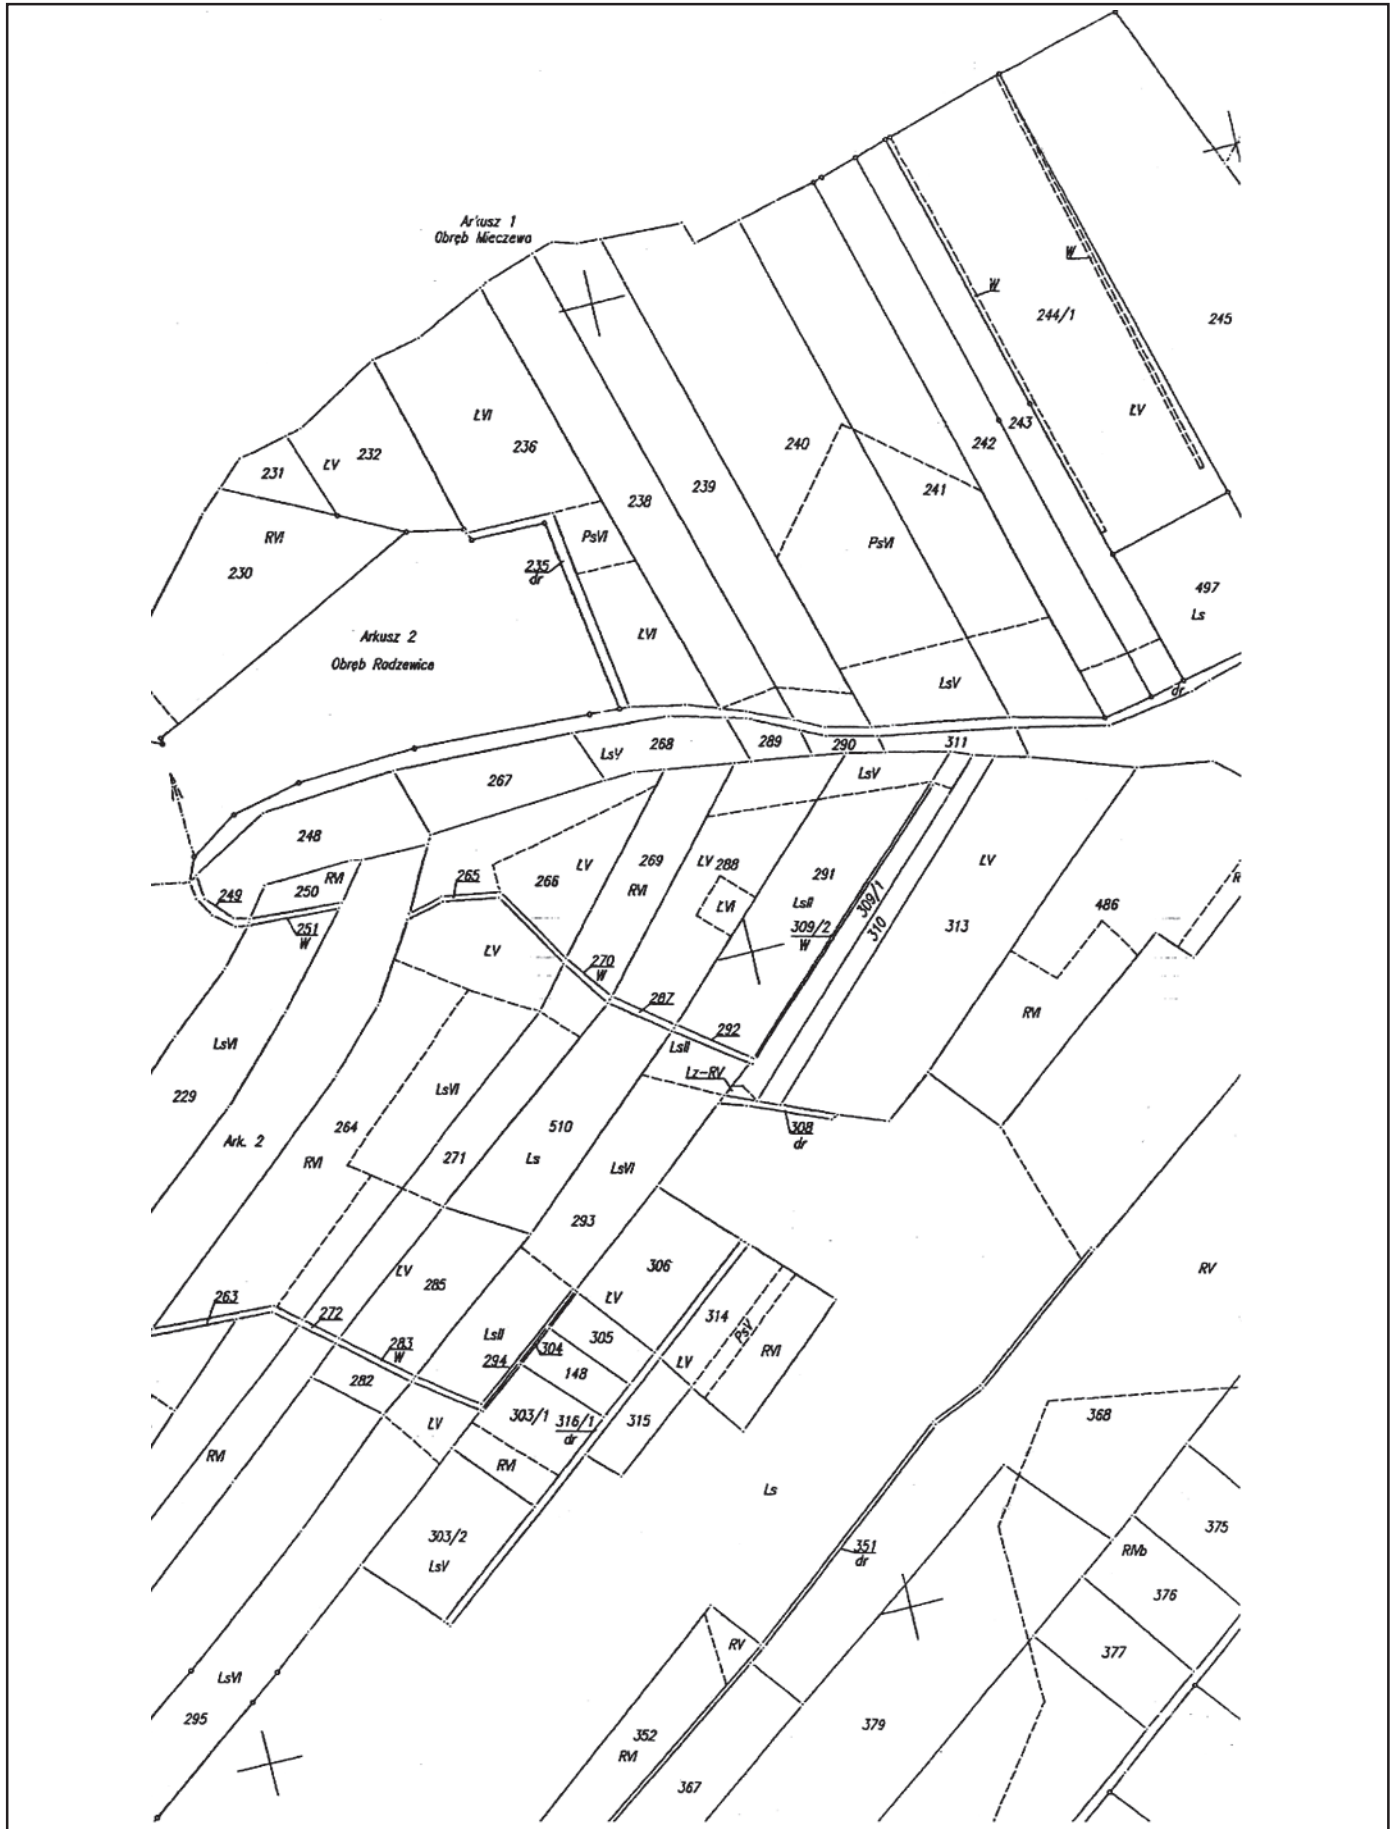 Arkusz 1
Obręb Mieczewo
W
W
244/1
245
ŁVI
236
ŁV
232
231
ŁV
243
242
240
239
238
241
RVI
230
PsVI
PsVI
235
dr
497
Ls
Arkusz 2
Obręb Radzewice
ŁVI
LsV
dr
LsV
268
289
290
311
267
LsV
248
ŁV
265
266
269
RVI
ŁV
288
291
LsII
309/1
310
ŁV
313
486
R
RVI
250
249
251
W
ŁVI
309/2
W
ŁV
270
W
287
292
LsII
RVI
LsVI
229
Lz-RV
LsVI
308
dr
Ark. 2
264
RVI
271
510
Ls
LsVI
293
306
RV
263
272
ŁV
285
ŁV
314
PsV
RVI
283
W
LsII
294
304
305
148
ŁV
282
ŁV
303/1
316/1
dr
315
368
RVI
RVI
Ls
375
303/2
LsV
351
dr
RIVb
376
RV
377
LsVI
295
352
RVI
379
367